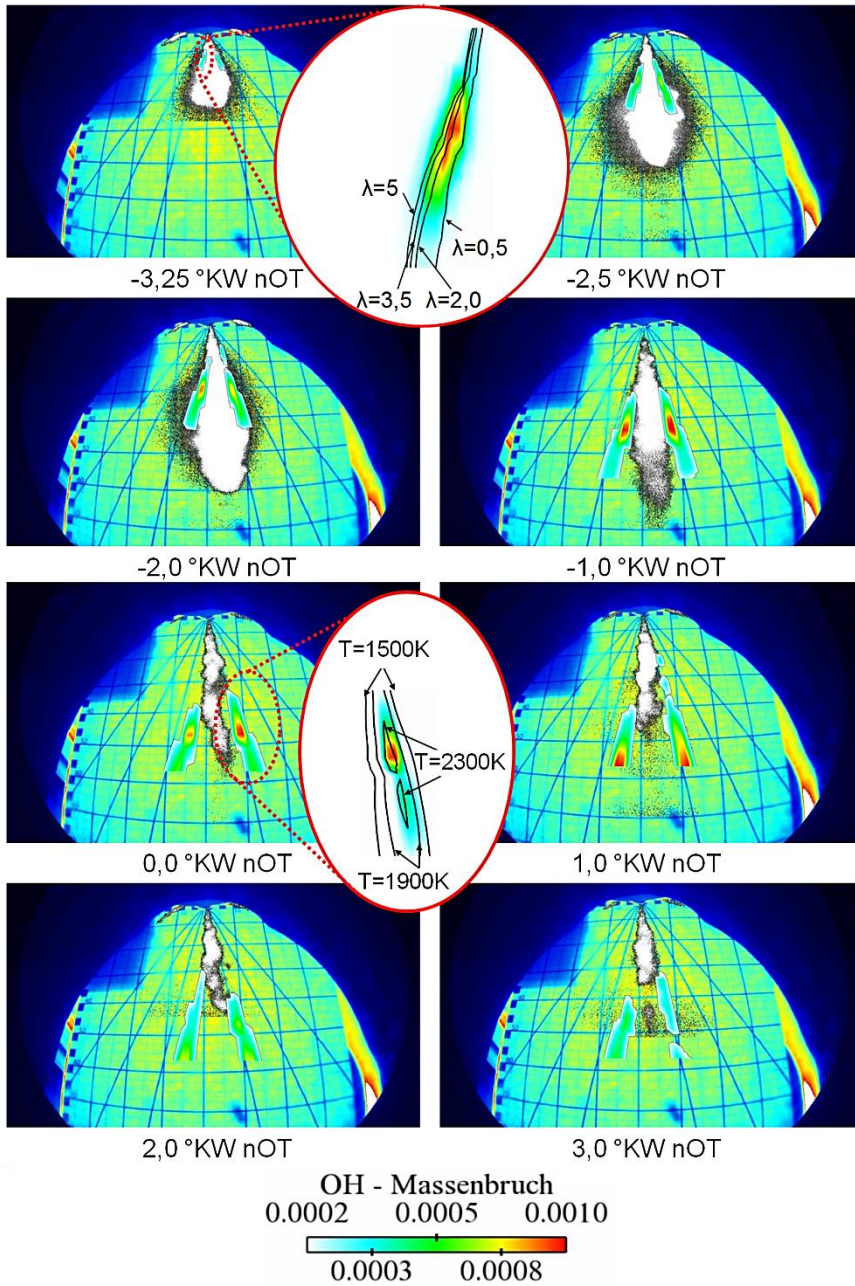 λ=5
λ=0,5
λ=3,5 λ=2,0
-3,25 °KW nOT
-2,5 °KW nOT
-2,0 °KW nOT
-1,0 °KW nOT
T=1500K
T=2300K
T=1900K
0,0 °KW nOT
1,0 °KW nOT
2,0 °KW nOT
3,0 °KW nOT
OH - Massenbruch
0.0002 0.0005 0.0010
0.0003 0.0008